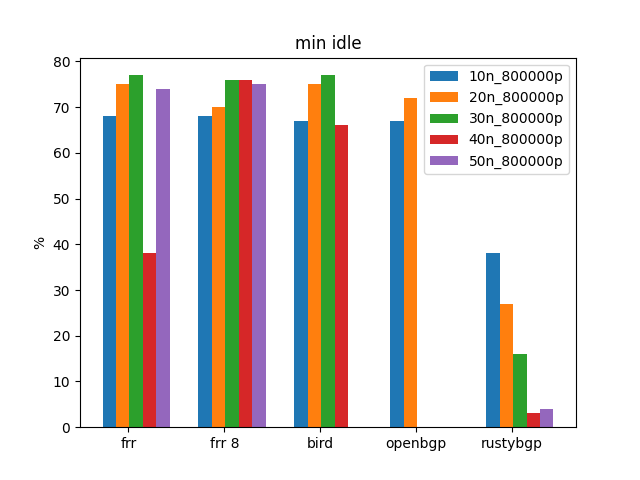 min idle
80
70
60
50
40
30
20
10
0
%
10n_800000p
20n_800000p
30n_800000p
40n_800000p
50n_800000p
frr
frr 8
bird
openbgp
rustybgp